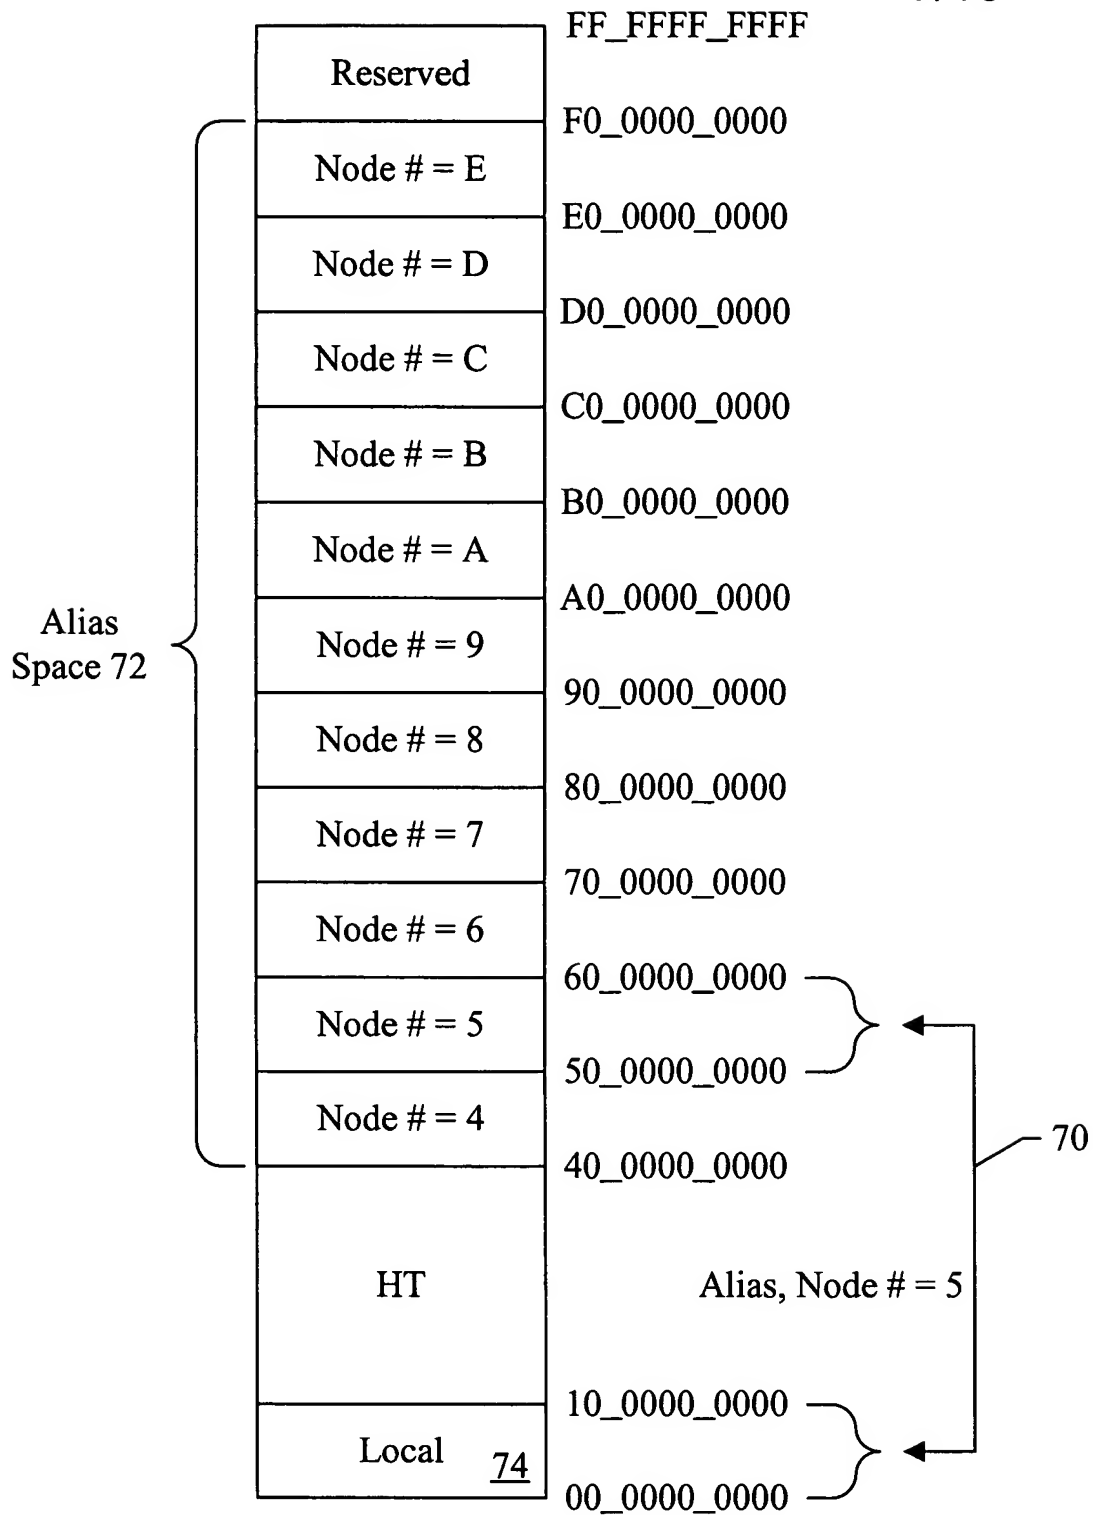 FF_FFFF_FFFF
Reserved
F0_0000_0000
Node # = E
E0_0000_0000
Node # = D
D0_0000_0000
Node # = C
C0_0000_0000
Node # = B
B0_0000_0000
Node # = A
A0_0000_0000
Alias
Space 72
Node # = 9
90_0000_0000
Node # = 8
80_0000_0000
Node # = 7
70_0000_0000
Node # = 6
60_0000_0000
Node # = 5
50_0000_0000
Node # = 4
40_0000_0000
70
HT
Alias, Node # = 5
10_0000_0000
Local
74
00_0000_0000